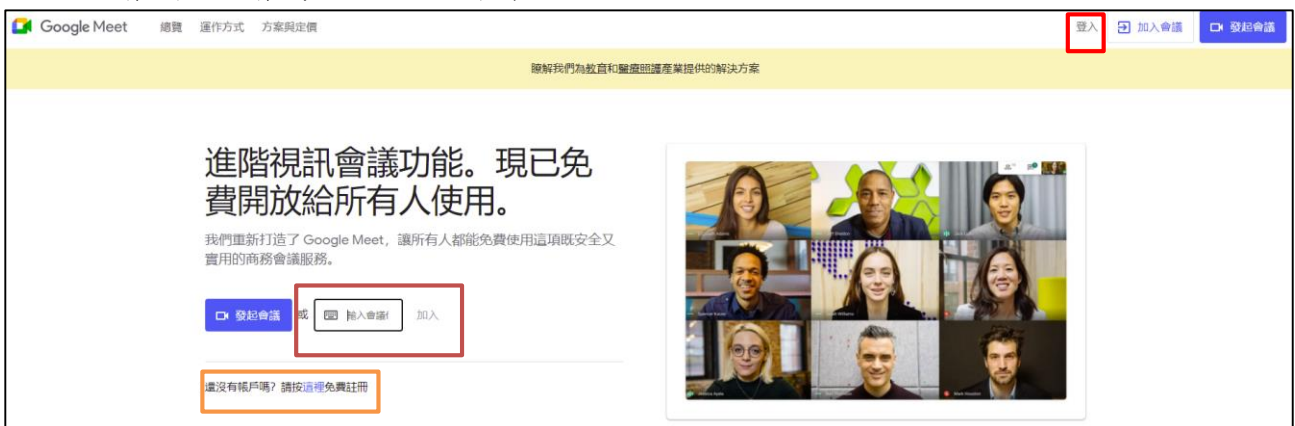 Google Meet 總覽 運作方式 方案與定價 登入 加入會議 發起會議
瞭解我們為教育和醫療照護產業提供的解決方案
進階視訊會議功能。現已免
費開放給所有人使用。
我們重新打造了 Google Meet，讓所有人都能免費使用這項既安全又
實用的商務會議服務。
發起會議 或 輸入會議 加入
還沒有帳戶嗎？請按這裡免費註冊